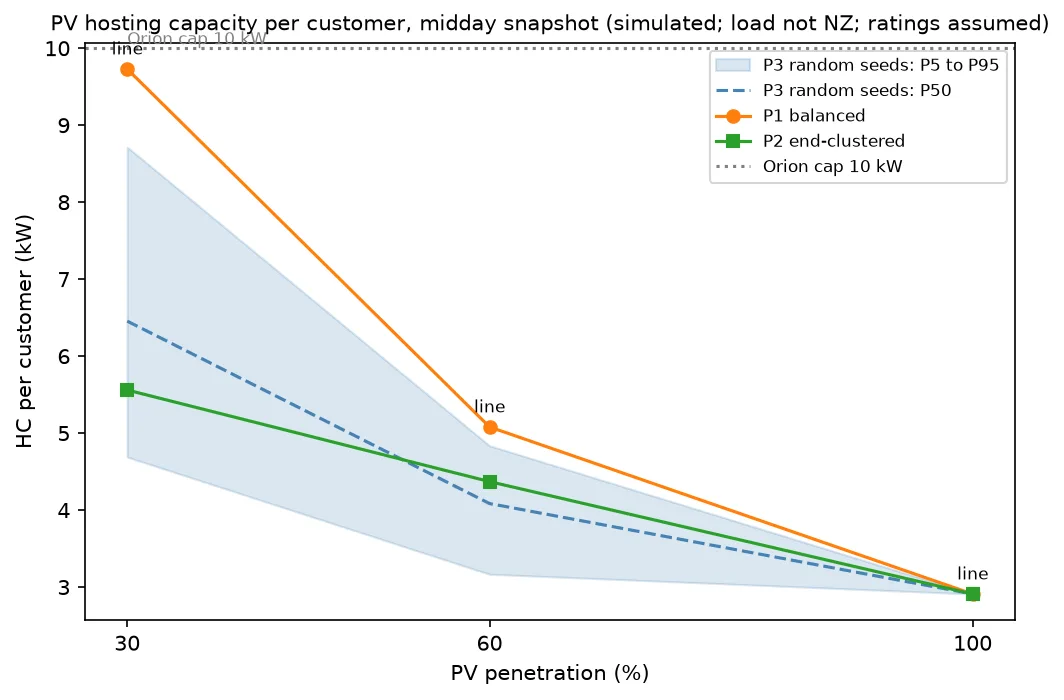 PV hosting capacity per customer, midday snapshot (simulated; load not NZ; ratings assumed)
Orion cap 10 kW
line
P3 random seeds: P5 to P95
P3 random seeds: P50
P1 balanced
P2 end-clustered
Orion cap 10 kW
10
9
8
7
6
5
4
3
HC per customer (kW)
line
line
30
60
100
PV penetration (%)